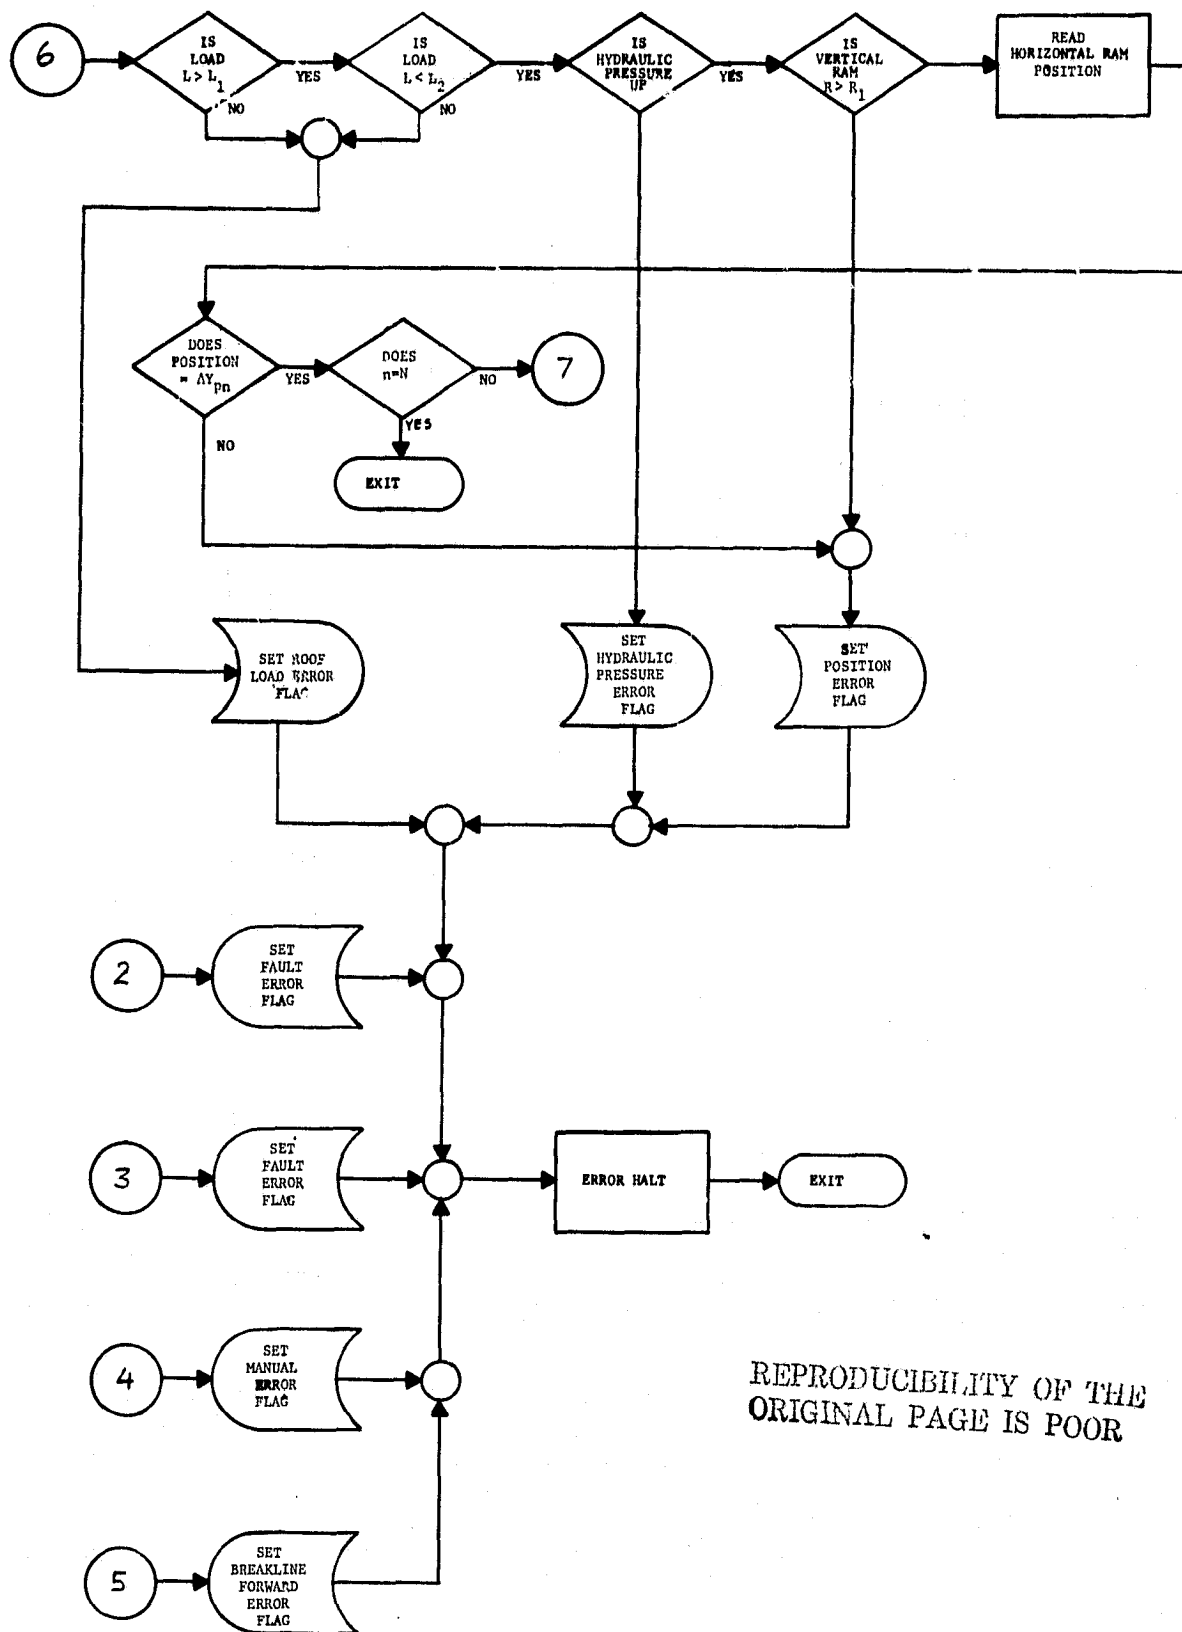 6
IS
LOAD
L > L1
YES
NO
IS
LOAD
L < L2
YES
NO
IS
HYDRAULIC
PRESSURE
UP
YES
IS
VERTICAL
RAM
R > R1
READ
HORIZONTAL RAM
POSITION
DOES
POSITION
= ΔYpn
YES
NO
DOES
n=N
NO
YES
7
EXIT
SET ROOF
LOAD ERROR
FLAG
SET
HYDRAULIC
PRESSURE
ERROR
FLAG
SET
POSITION
ERROR
FLAG
2
SET
FAULT
ERROR
FLAG
3
SET
FAULT
ERROR
FLAG
ERROR HALT
EXIT
4
SET
MANUAL
ERROR
FLAG
REPRODUCIBILITY OF THE
ORIGINAL PAGE IS POOR
5
SET
BREAKLINE
FORWARD
ERROR
FLAG